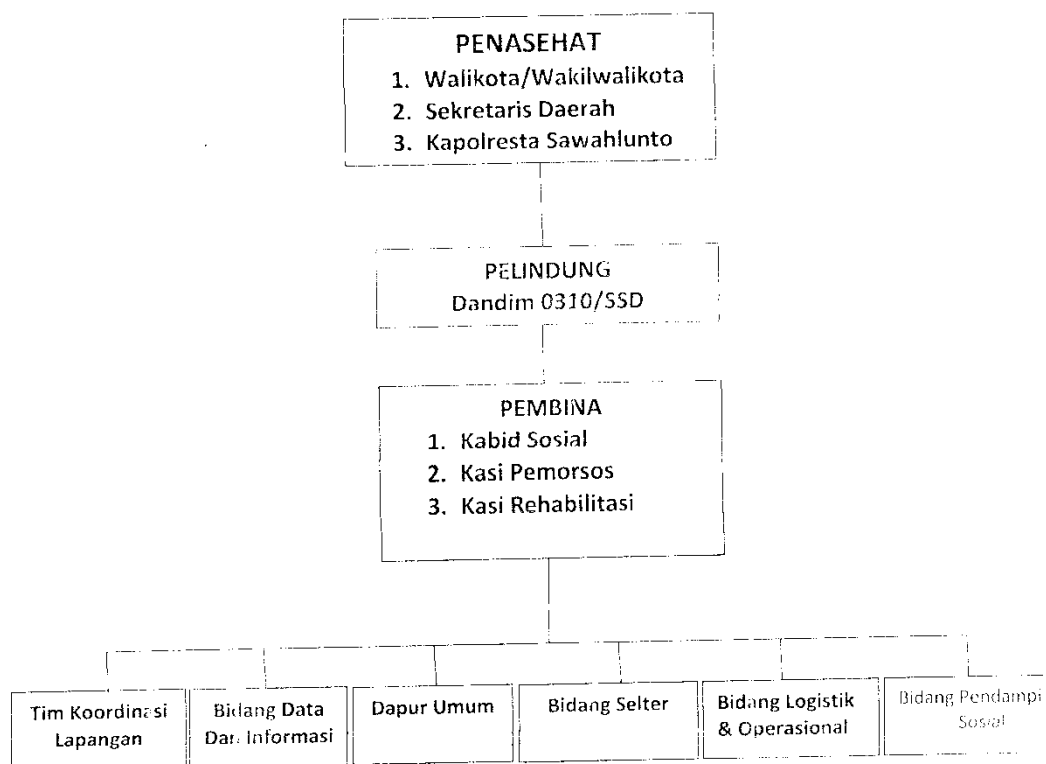 PENASEHAT
1. Walikota/Wakilwalikota
2. Sekretaris Daerah
3. Kapolresta Sawahlunto
PELINDUNG
Dandim 0310/SSD
PEMBINA
1. Kabid Sosial
2. Kasi Pemorsos
3. Kasi Rehabilitasi
Tim Koordinasi
Lapangan
Bidang Data
Dan Informasi
Dapur Umum
Bidang Selter
Bidang Logistik
& Operasional
Bidang Pendampi
Sosial